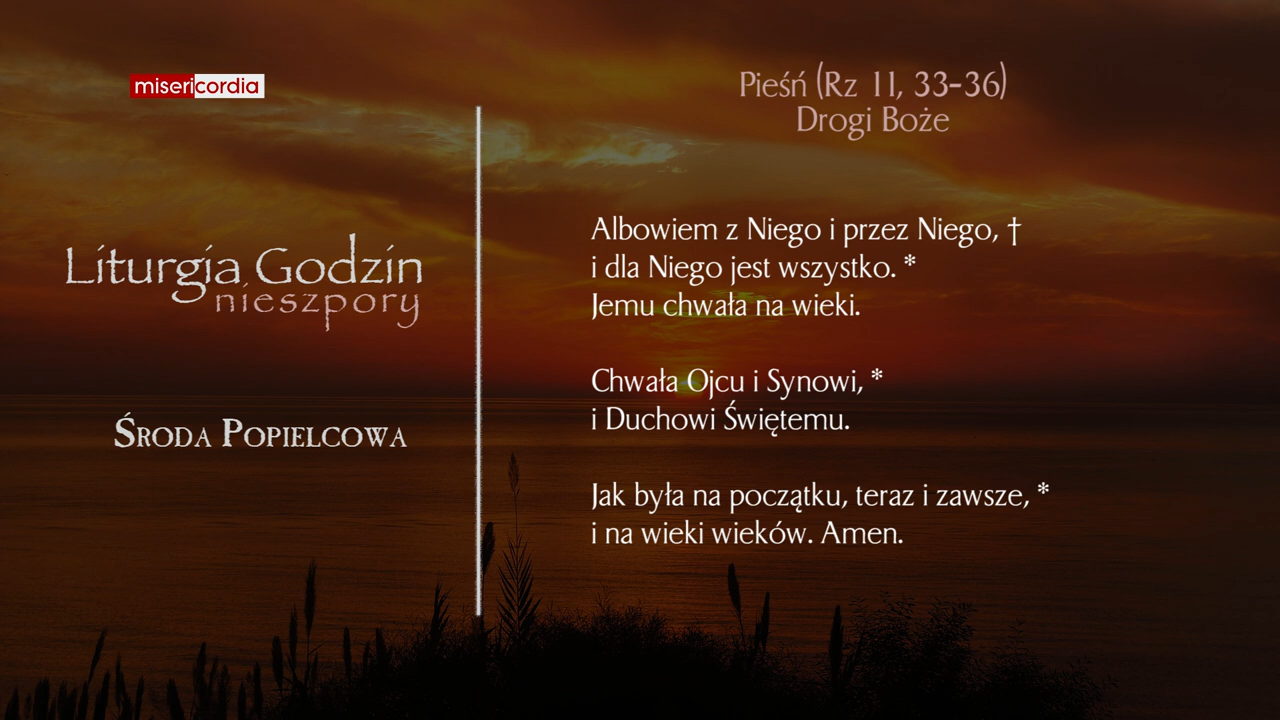 misericordia
Liturgia Godzin
nieszpory
Środa Popielcowa
Pieśń (Rz 11, 33-36)
Drogi Boże
Albowiem z Niego i przez Niego, †
i dla Niego jest wszystko. *
Jemu chwała na wieki.
Chwała Ojcu i Synowi, *
i Duchowi Świętemu.
Jak była na początku, teraz i zawsze, *
i na wieki wieków. Amen.